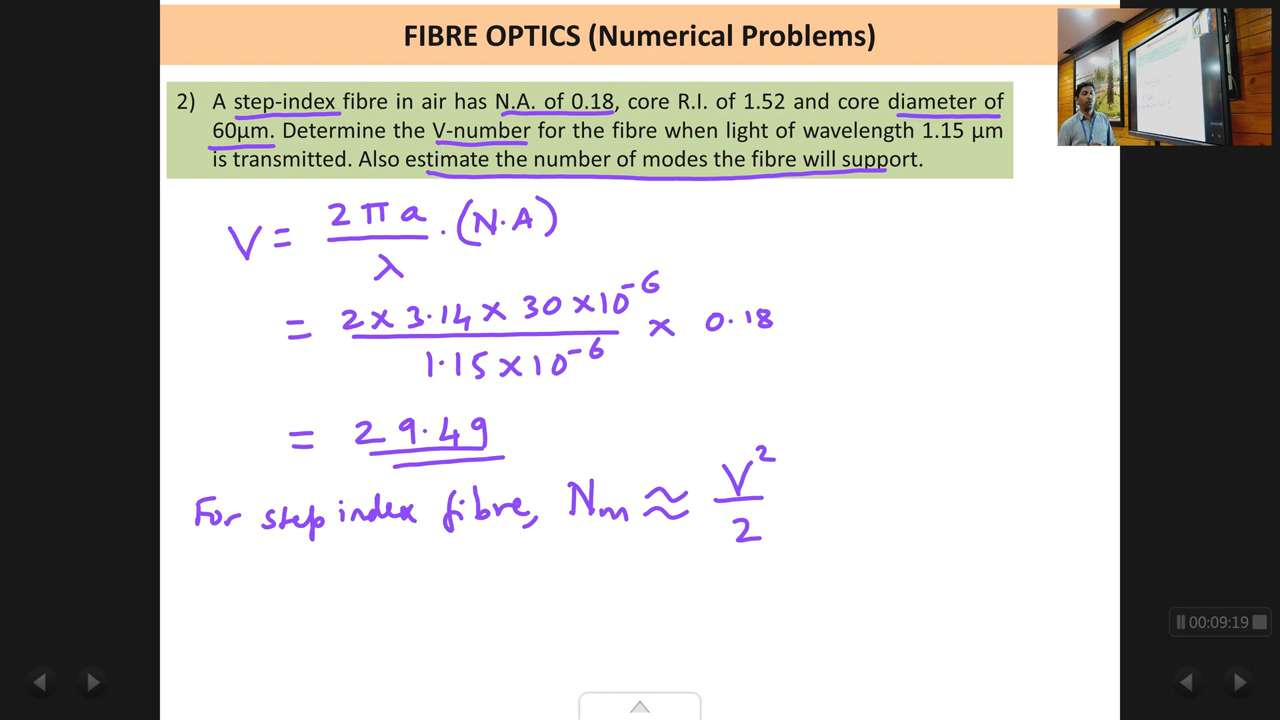 FIBRE OPTICS (Numerical Problems)
2) A step-index fibre in air has N.A. of 0.18, core R.I. of 1.52 and core diameter of
60μm. Determine the V-number for the fibre when light of wavelength 1.15 μm
is transmitted. Also estimate the number of modes the fibre will support.
V = 2πa/λ · (N.A)
= 2 × 3.14 × 30 × 10⁻⁶ / 1.15 × 10⁻⁶ × 0.18
= 29.49
For step index fibre, Nm ≈ V²/2
00:09:19